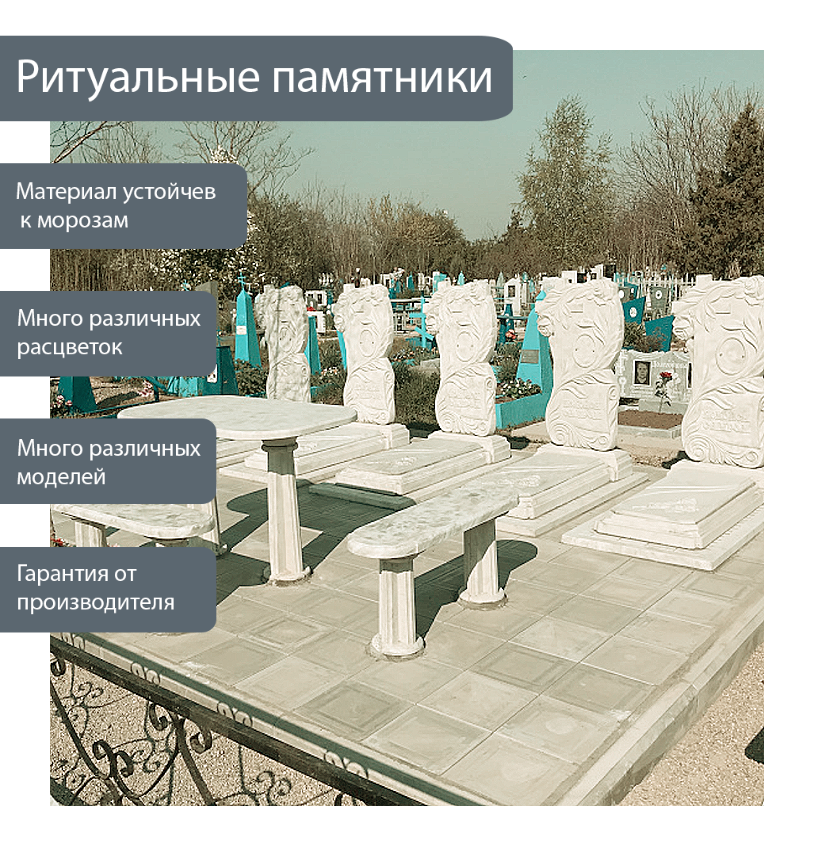 Ритуальные памятники
Материал устойчев
к морозам
Много различных
расцветок
Много различных
моделей
Гарантия от
производителя